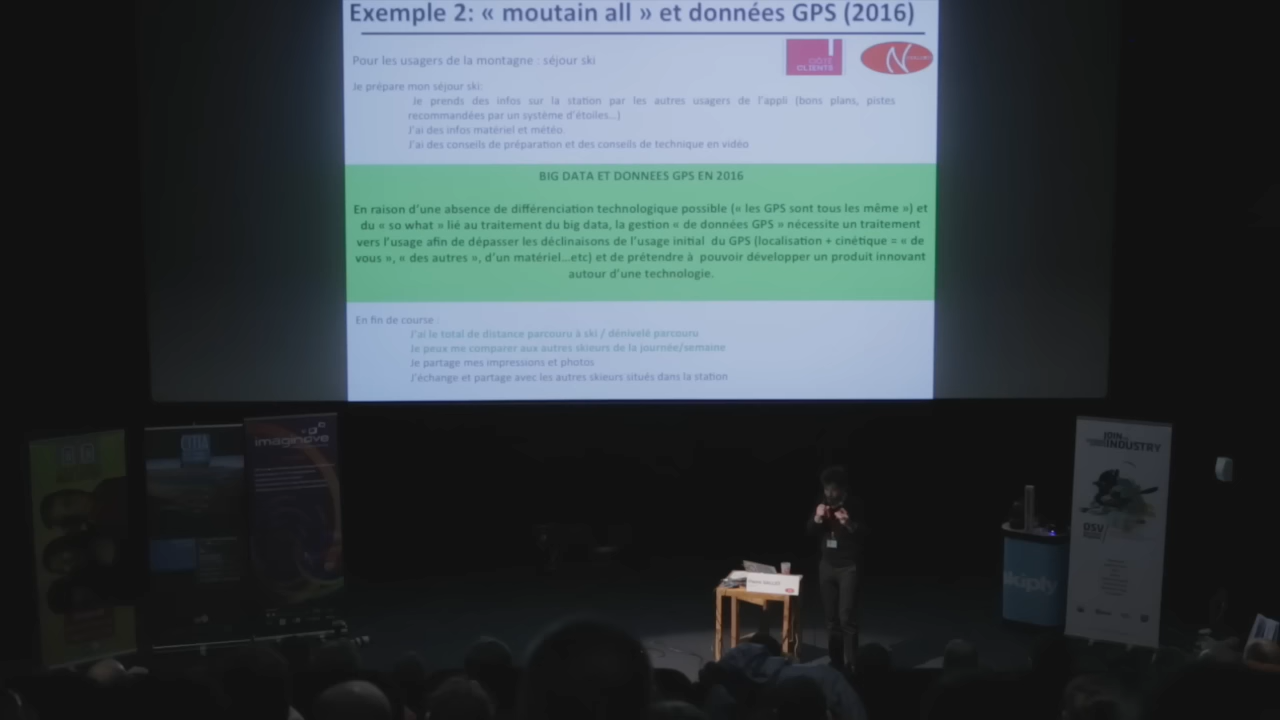 Exemple 2: « moutain all » et données GPS (2016)
Pour les usagers de la montagne : séjour ski
CÔTÉ
CLIENTS
N
Je prépare mon séjour ski:
Je prends des infos sur la station par les autres usagers de l'appli (bons plans, pistes
recommandées par un système d'étoiles…)
J'ai des infos matériel et météo
J'ai des conseils de préparation et des conseils de technique en vidéo
BIG DATA ET DONNEES GPS EN 2016
En raison d'une absence de différenciation technologique possible (« les GPS sont tous les même ») et
du « so what » lié au traitement du big data, la gestion « de données GPS » nécessite un traitement
vers l'usage afin de dépasser les déclinaisons de l'usage initial du GPS (localisation + cinétique = « de
vous », « des autres », d'un matériel…etc) et de prétendre à pouvoir développer un produit innovant
autour d'une technologie.
En fin de course :
J'ai le total de distance parcouru à ski / dénivelé parcouru
Je peux me comparer aux autres skieurs de la journée/semaine
Je partage mes impressions et photos
J'échange et partage avec les autres skieurs situés dans la station
CITIA
imaginove
JOIN
INDUSTRY
OSV
skiply